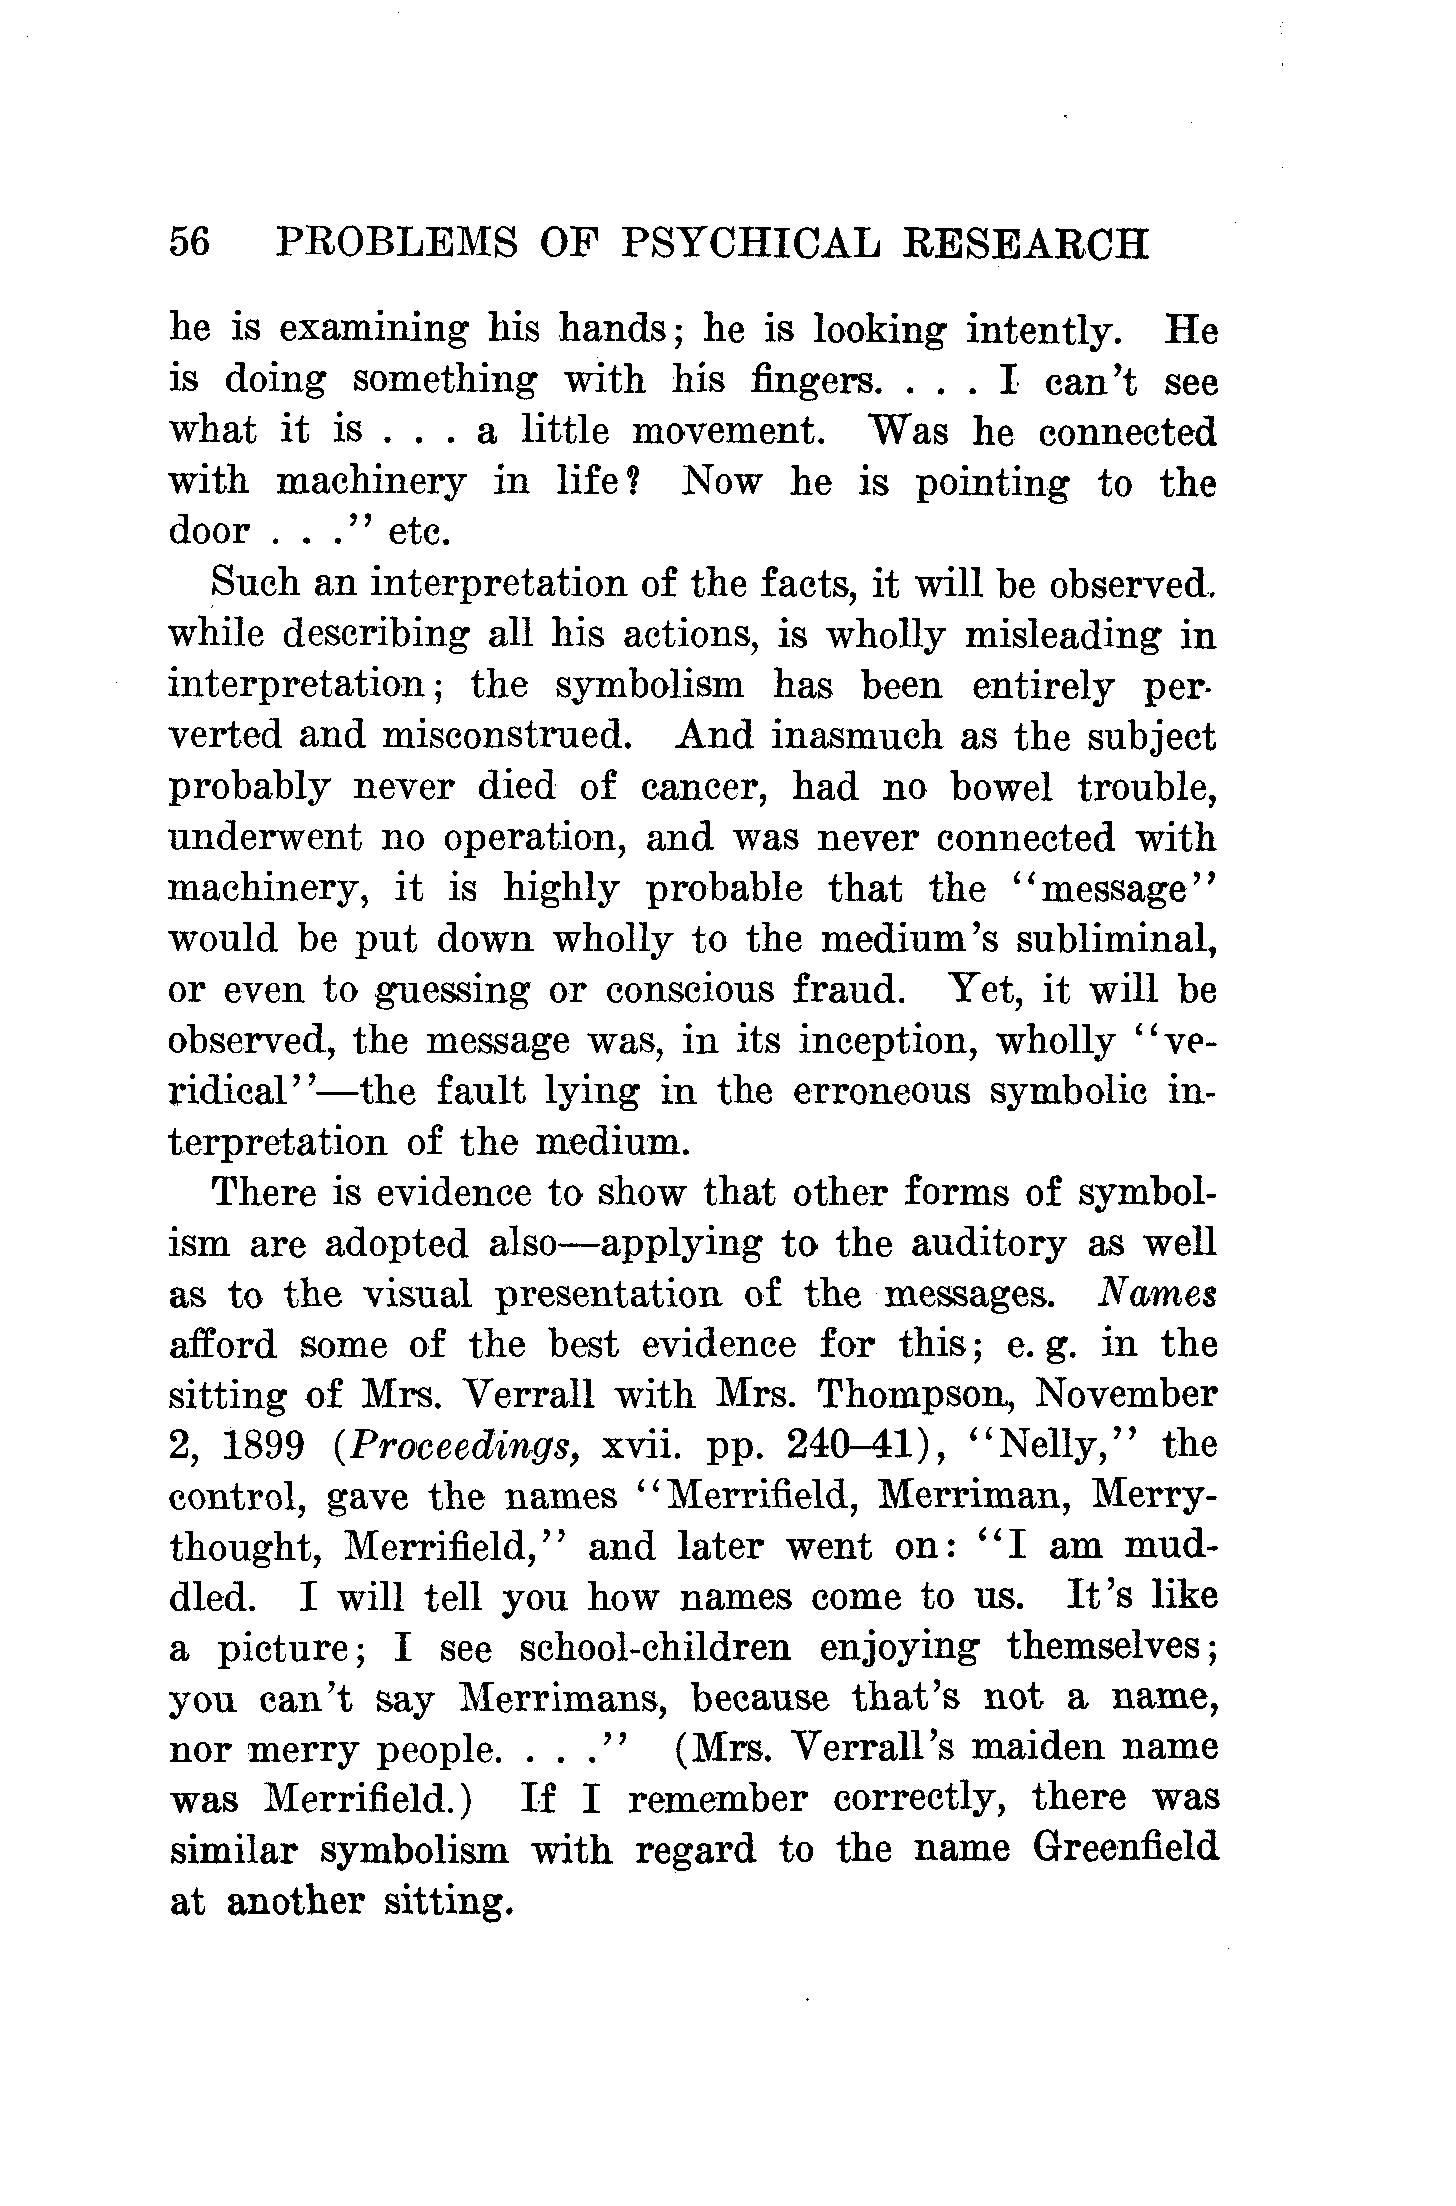 56 PROBLEMS OF PSYCHICAL RESEARCH
he is examining his hands; he is looking intently. He
is doing something with his fingers. . . . I can't see
what it is . . . a little movement. Was he connected
with machinery in life? Now he is pointing to the
door . . ." etc.
Such an interpretation of the facts, it will be observed.
while describing all his actions, is wholly misleading in
interpretation; the symbolism has been entirely per-
verted and misconstrued. And inasmuch as the subject
probably never died of cancer, had no bowel trouble,
underwent no operation, and was never connected with
machinery, it is highly probable that the "message"
would be put down wholly to the medium's subliminal,
or even to guessing or conscious fraud. Yet, it will be
observed, the message was, in its inception, wholly "ve-
ridical"—the fault lying in the erroneous symbolic in-
terpretation of the medium.
There is evidence to show that other forms of symbol-
ism are adopted also—applying to the auditory as well
as to the visual presentation of the messages. Names
afford some of the best evidence for this; e. g. in the
sitting of Mrs. Verrall with Mrs. Thompson, November
2, 1899 (Proceedings, xvii. pp. 240–41), "Nelly," the
control, gave the names "Merrifield, Merriman, Merry-
thought, Merrifield," and later went on: "I am mud-
dled. I will tell you how names come to us. It's like
a picture; I see school-children enjoying themselves;
you can't say Merrimans, because that's not a name,
nor merry people. . . ." (Mrs. Verrall's maiden name
was Merrifield.) If I remember correctly, there was
similar symbolism with regard to the name Greenfield
at another sitting.